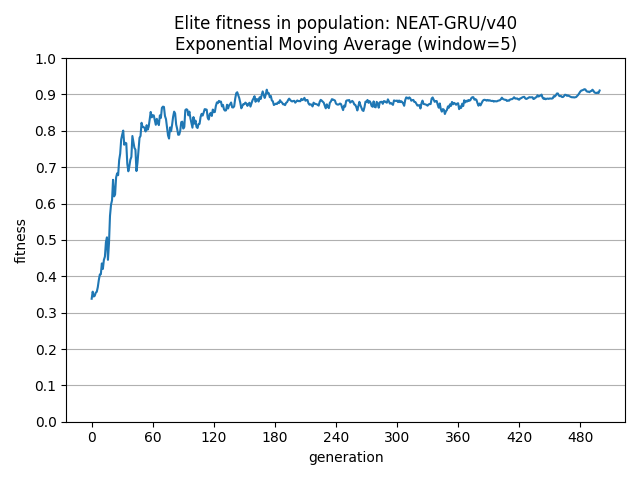 Elite fitness in population: NEAT-GRU/v40
Exponential Moving Average (window=5)
1.0
0.9
0.8
0.7
0.6
0.5
0.4
0.3
0.2
0.1
0.0
fitness
0 60 120 180 240 300 360 420 480
generation